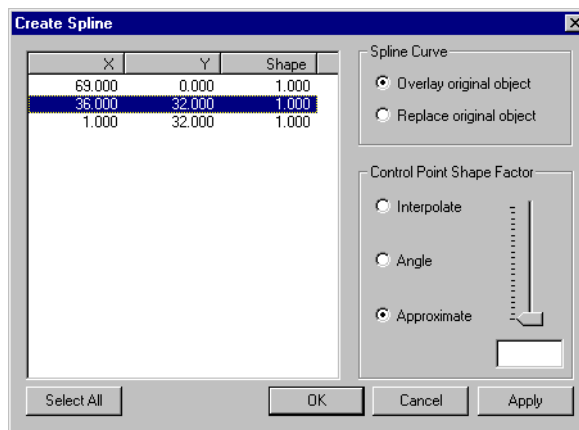 Create Spline
X Y Shape
69.000 0.000 1.000
36.000 32.000 1.000
1.000 32.000 1.000
Spline Curve
Overlay original object
Replace original object
Control Point Shape Factor
Interpolate
Angle
Approximate
Select All
OK
Cancel
Apply